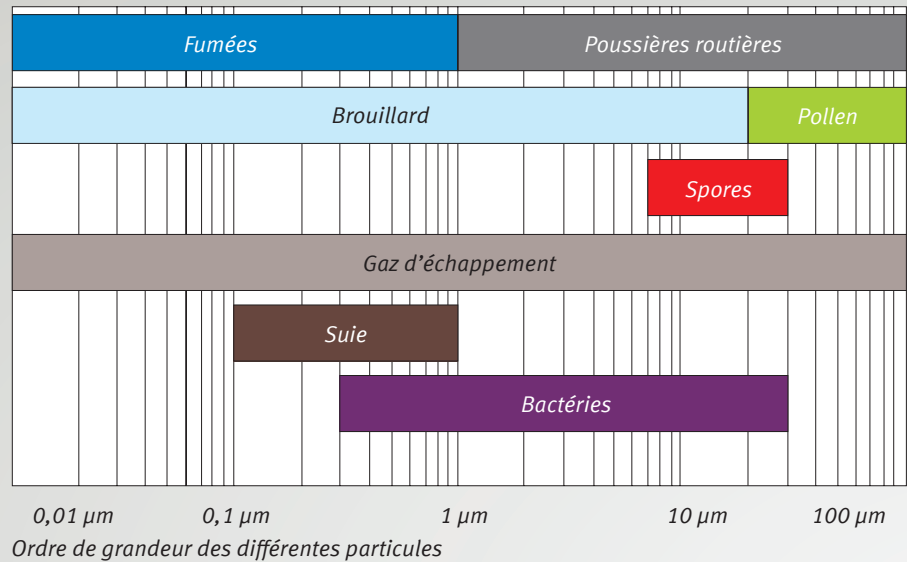 Fumées
Poussières routières
Brouillard
Pollen
Spores
Gaz d'échappement
Suie
Bactéries
0,01 µm 0,1 µm 1 µm 10 µm 100 µm
Ordre de grandeur des différentes particules